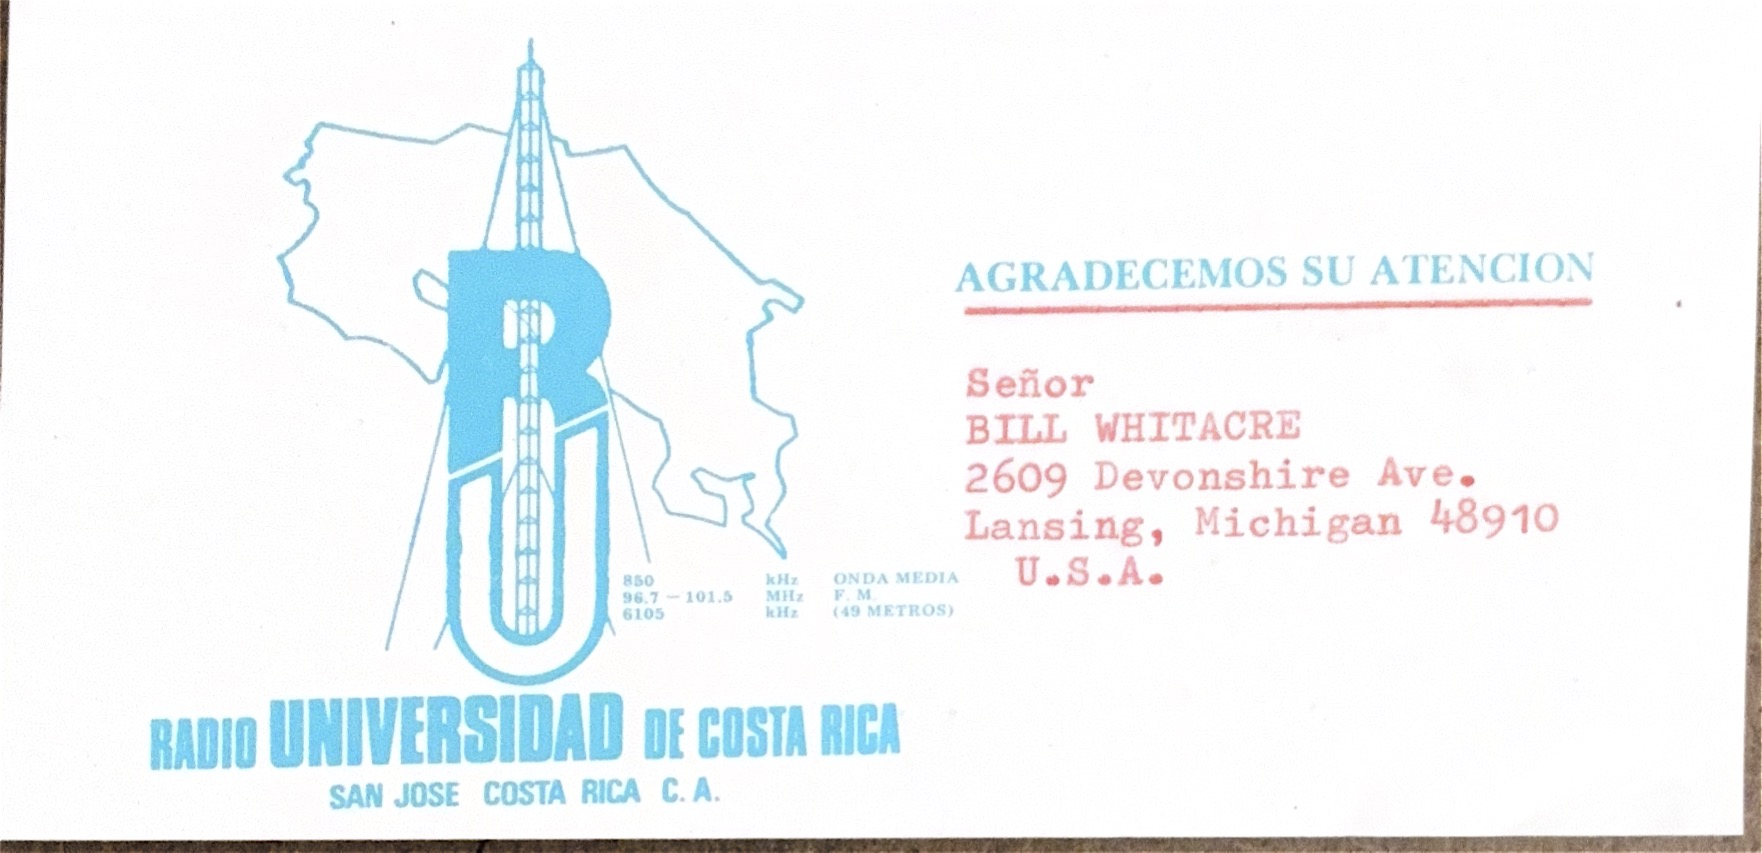 RU
850 kHz ONDA MEDIA
96.7 — 101.5 MHz F. M.
6105 kHz (49 METROS)
RADIO UNIVERSIDAD DE COSTA RICA
SAN JOSE COSTA RICA C. A.
AGRADECEMOS SU ATENCION
Señor
BILL WHITACRE
2609 Devonshire Ave.
Lansing, Michigan 48910
U.S.A.